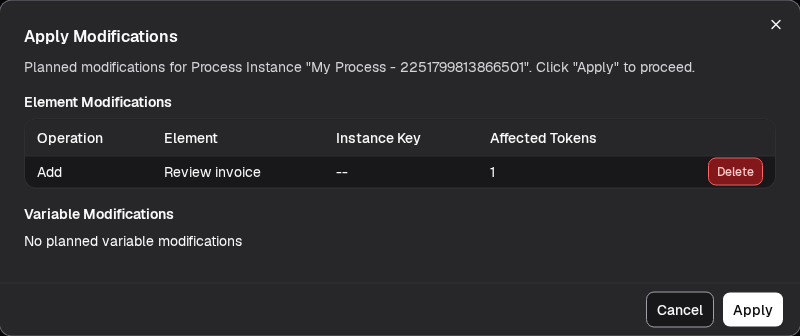 Apply Modifications
Planned modifications for Process Instance "My Process - 2251799813866501". Click "Apply" to proceed.
Element Modifications
Operation Element Instance Key Affected Tokens
Add Review invoice -- 1 Delete
Variable Modifications
No planned variable modifications
Cancel Apply